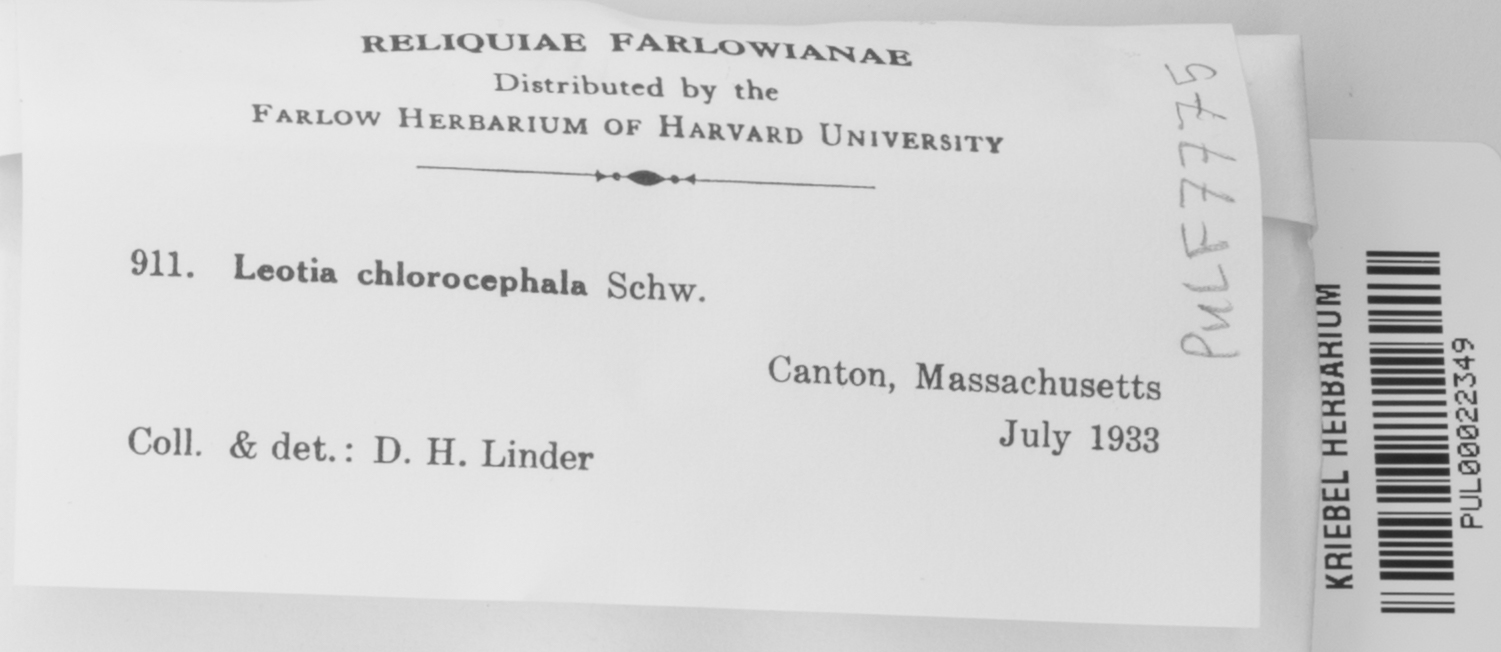 RELIQUIAE FARLOWIANAE
Distributed by the
FARLOW HERBARIUM OF HARVARD UNIVERSITY
911. Leotia chlorocephala Schw.
Canton, Massachusetts
July 1933
Coll. & det.: D. H. Linder
PULF7775
KRIEBEL HERBARIUM
PUL00022349